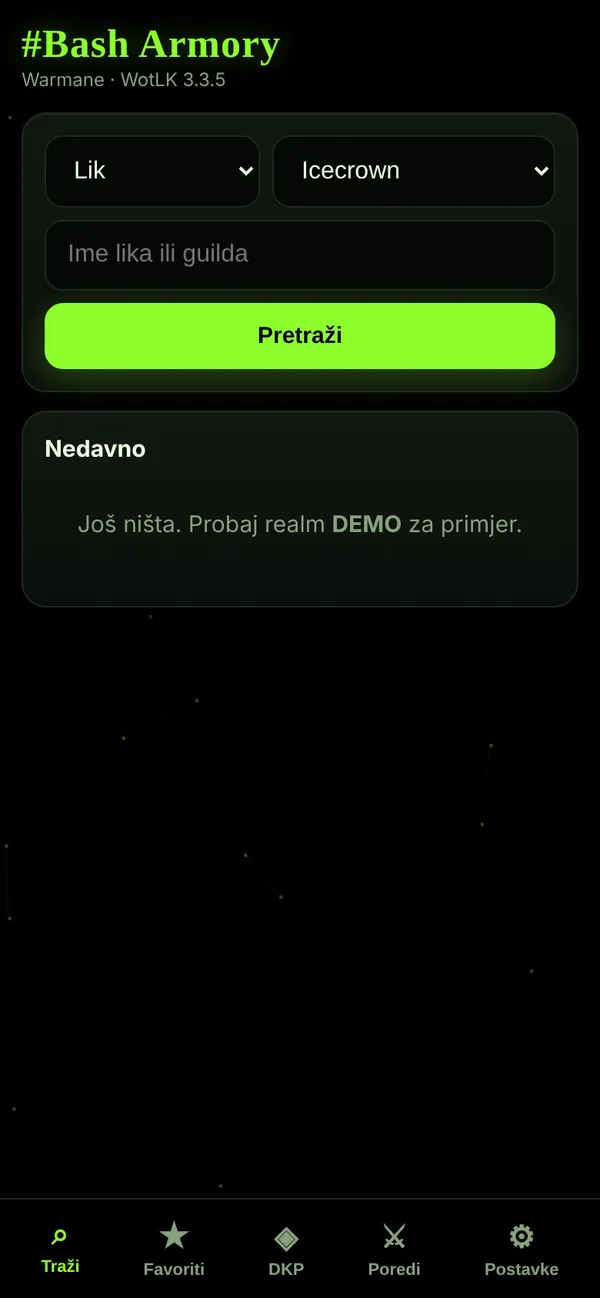 #Bash Armory
Warmane · WotLK 3.3.5
Lik
Icecrown
Ime lika ili guilda
Pretraži
Nedavno
Još ništa. Probaj realm DEMO za primjer.
Traži
Favoriti
DKP
Poredi
Postavke